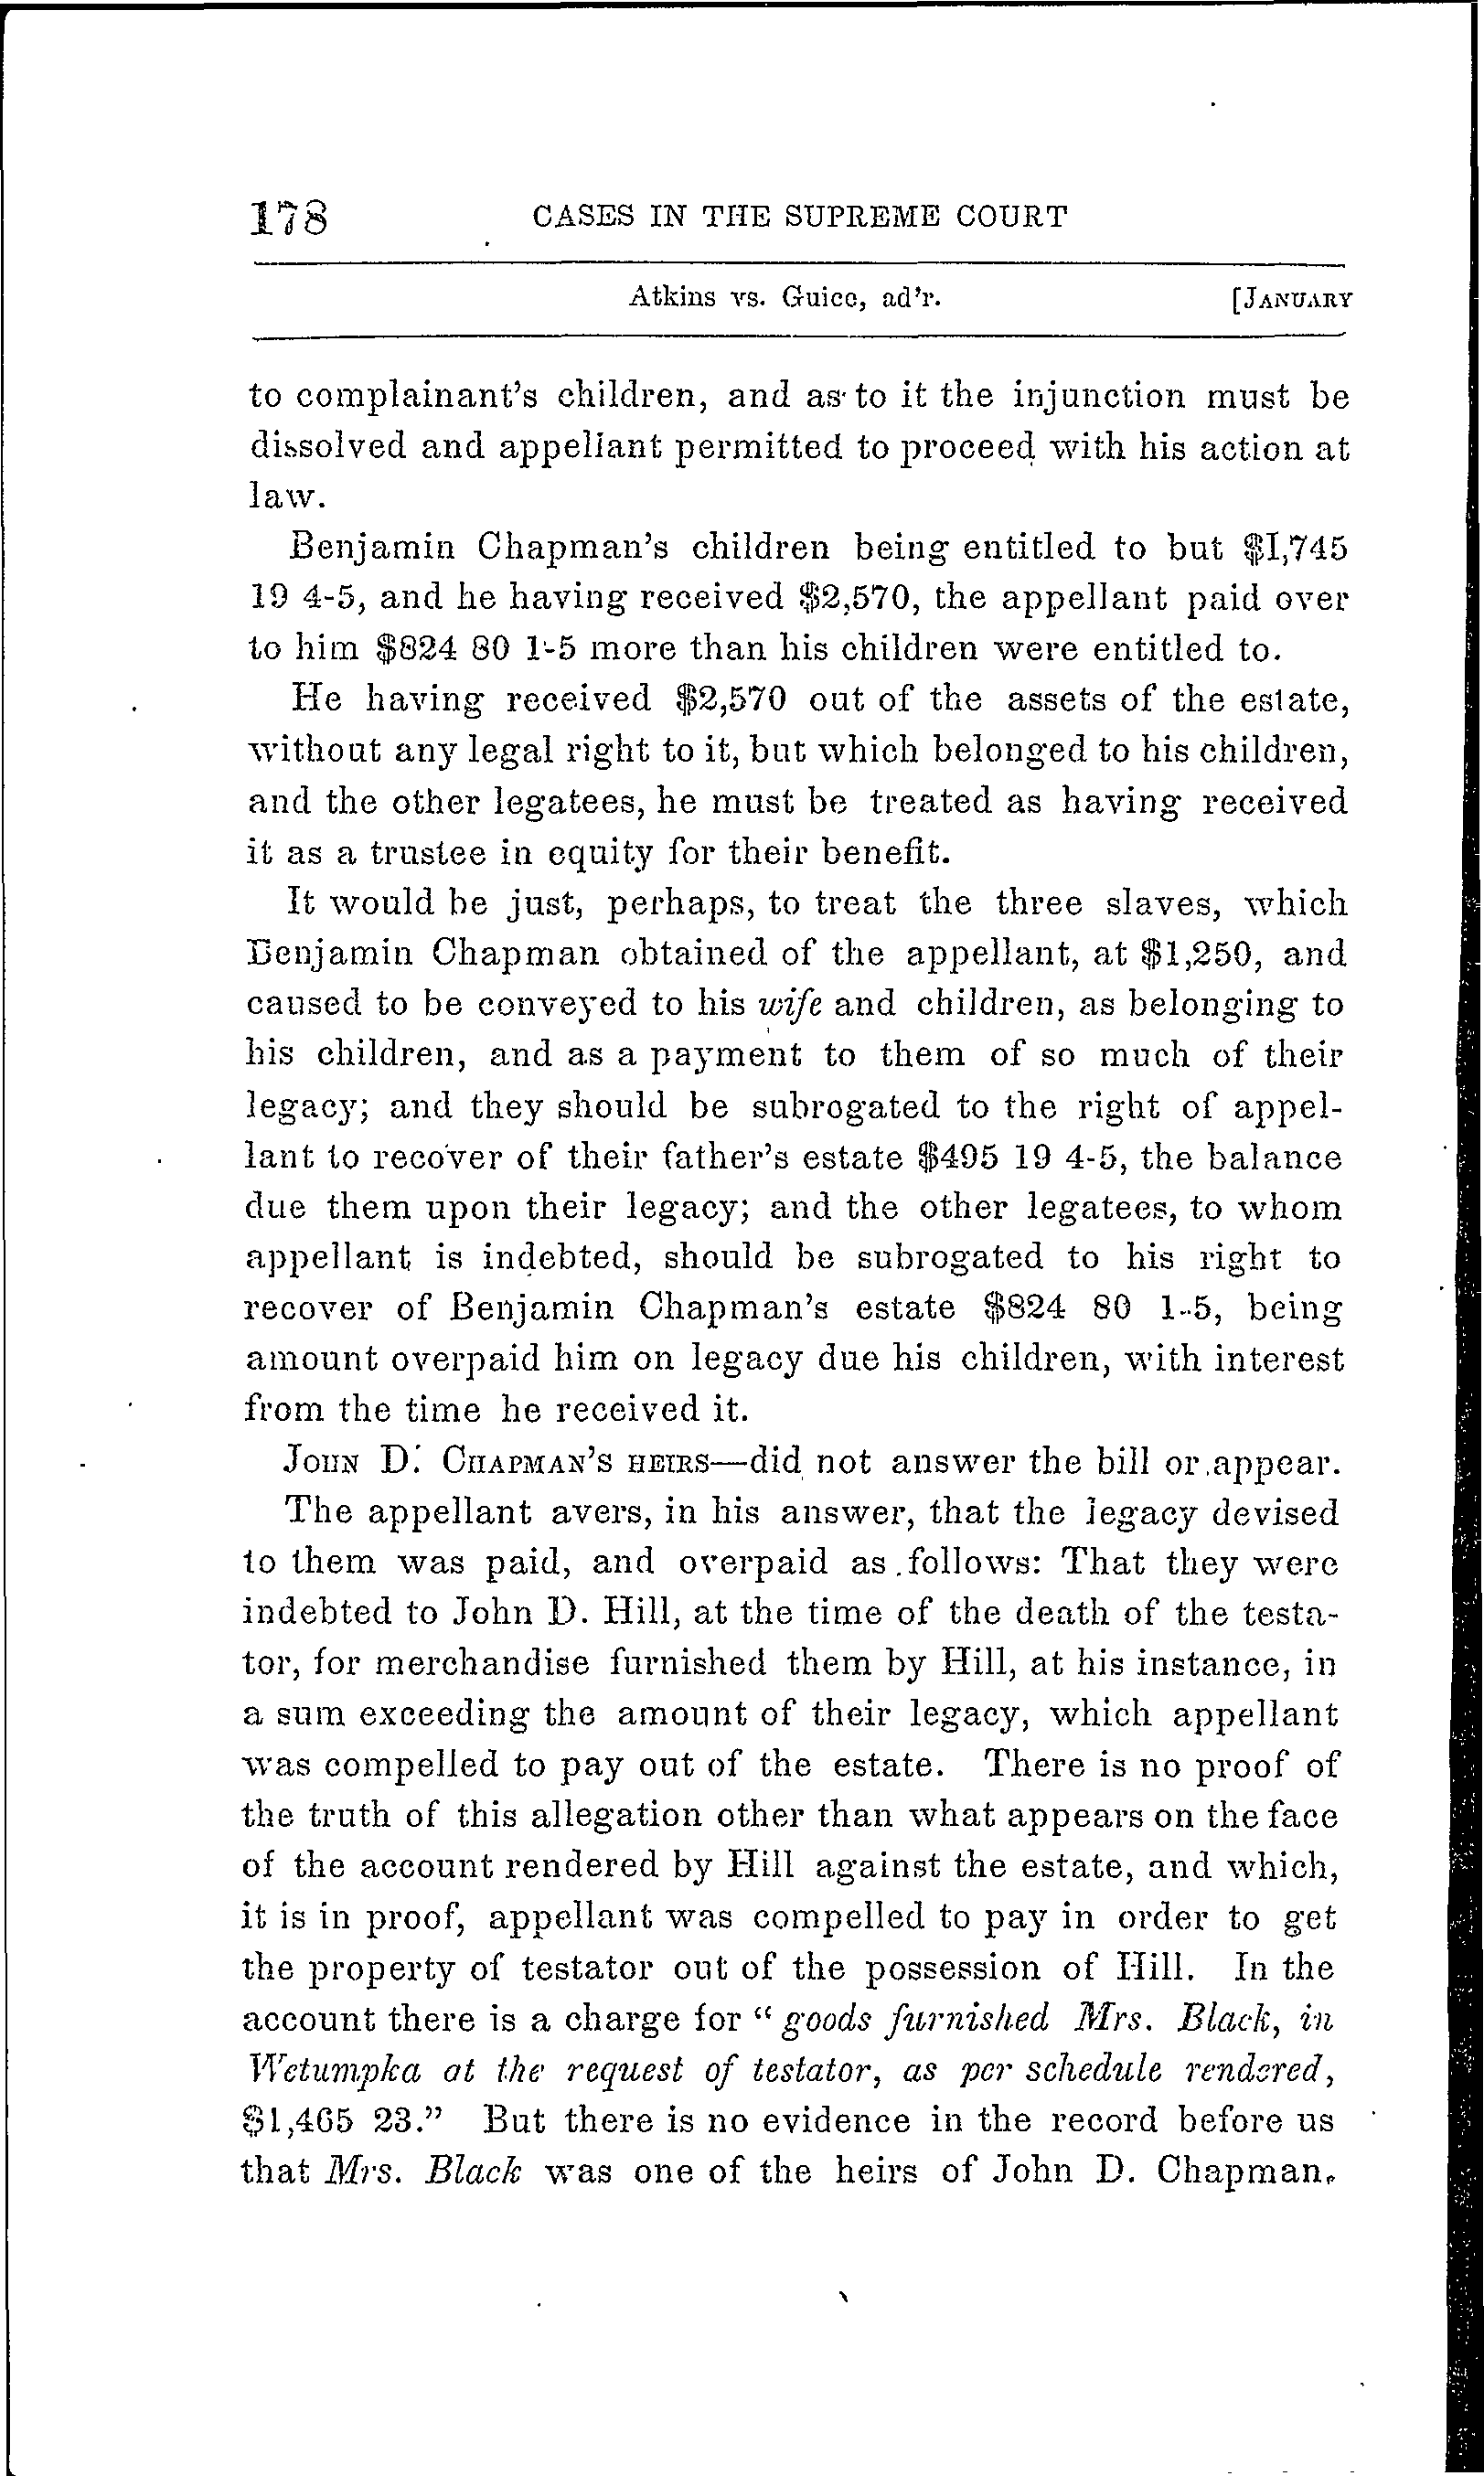 178 CASES IN THE SUPREME COURT
Atkins vs. Guice, ad'r. [JANUARY
to complainant's children, and as to it the injunction must be
dissolved and appellant permitted to proceed with his action at
law.
Benjamin Chapman's children being entitled to but $1,745
19 4-5, and he having received $2,570, the appellant paid over
to him $824 80 1-5 more than his children were entitled to.
He having received $2,570 out of the assets of the estate,
without any legal right to it, but which belonged to his children,
and the other legatees, he must be treated as having received
it as a trustee in equity for their benefit.
It would be just, perhaps, to treat the three slaves, which
Benjamin Chapman obtained of the appellant, at $1,250, and
caused to be conveyed to his wife and children, as belonging to
his children, and as a payment to them of so much of their
legacy; and they should be subrogated to the right of appel-
lant to recover of their father's estate $495 19 4-5, the balance
due them upon their legacy; and the other legatees, to whom
appellant is indebted, should be subrogated to his right to
recover of Benjamin Chapman's estate $824 80 1-5, being
amount overpaid him on legacy due his children, with interest
from the time he received it.
JOHN D. CHAPMAN'S HEIRS—did not answer the bill or appear.
The appellant avers, in his answer, that the legacy devised
to them was paid, and overpaid as follows: That they were
indebted to John D. Hill, at the time of the death of the testa-
tor, for merchandise furnished them by Hill, at his instance, in
a sum exceeding the amount of their legacy, which appellant
was compelled to pay out of the estate. There is no proof of
the truth of this allegation other than what appears on the face
of the account rendered by Hill against the estate, and which,
it is in proof, appellant was compelled to pay in order to get
the property of testator out of the possession of Hill. In the
account there is a charge for "goods furnished Mrs. Black, in
Wetumpka at the request of testator, as per schedule rendered,
$1,465 23." But there is no evidence in the record before us
that Mrs. Black was one of the heirs of John D. Chapman.